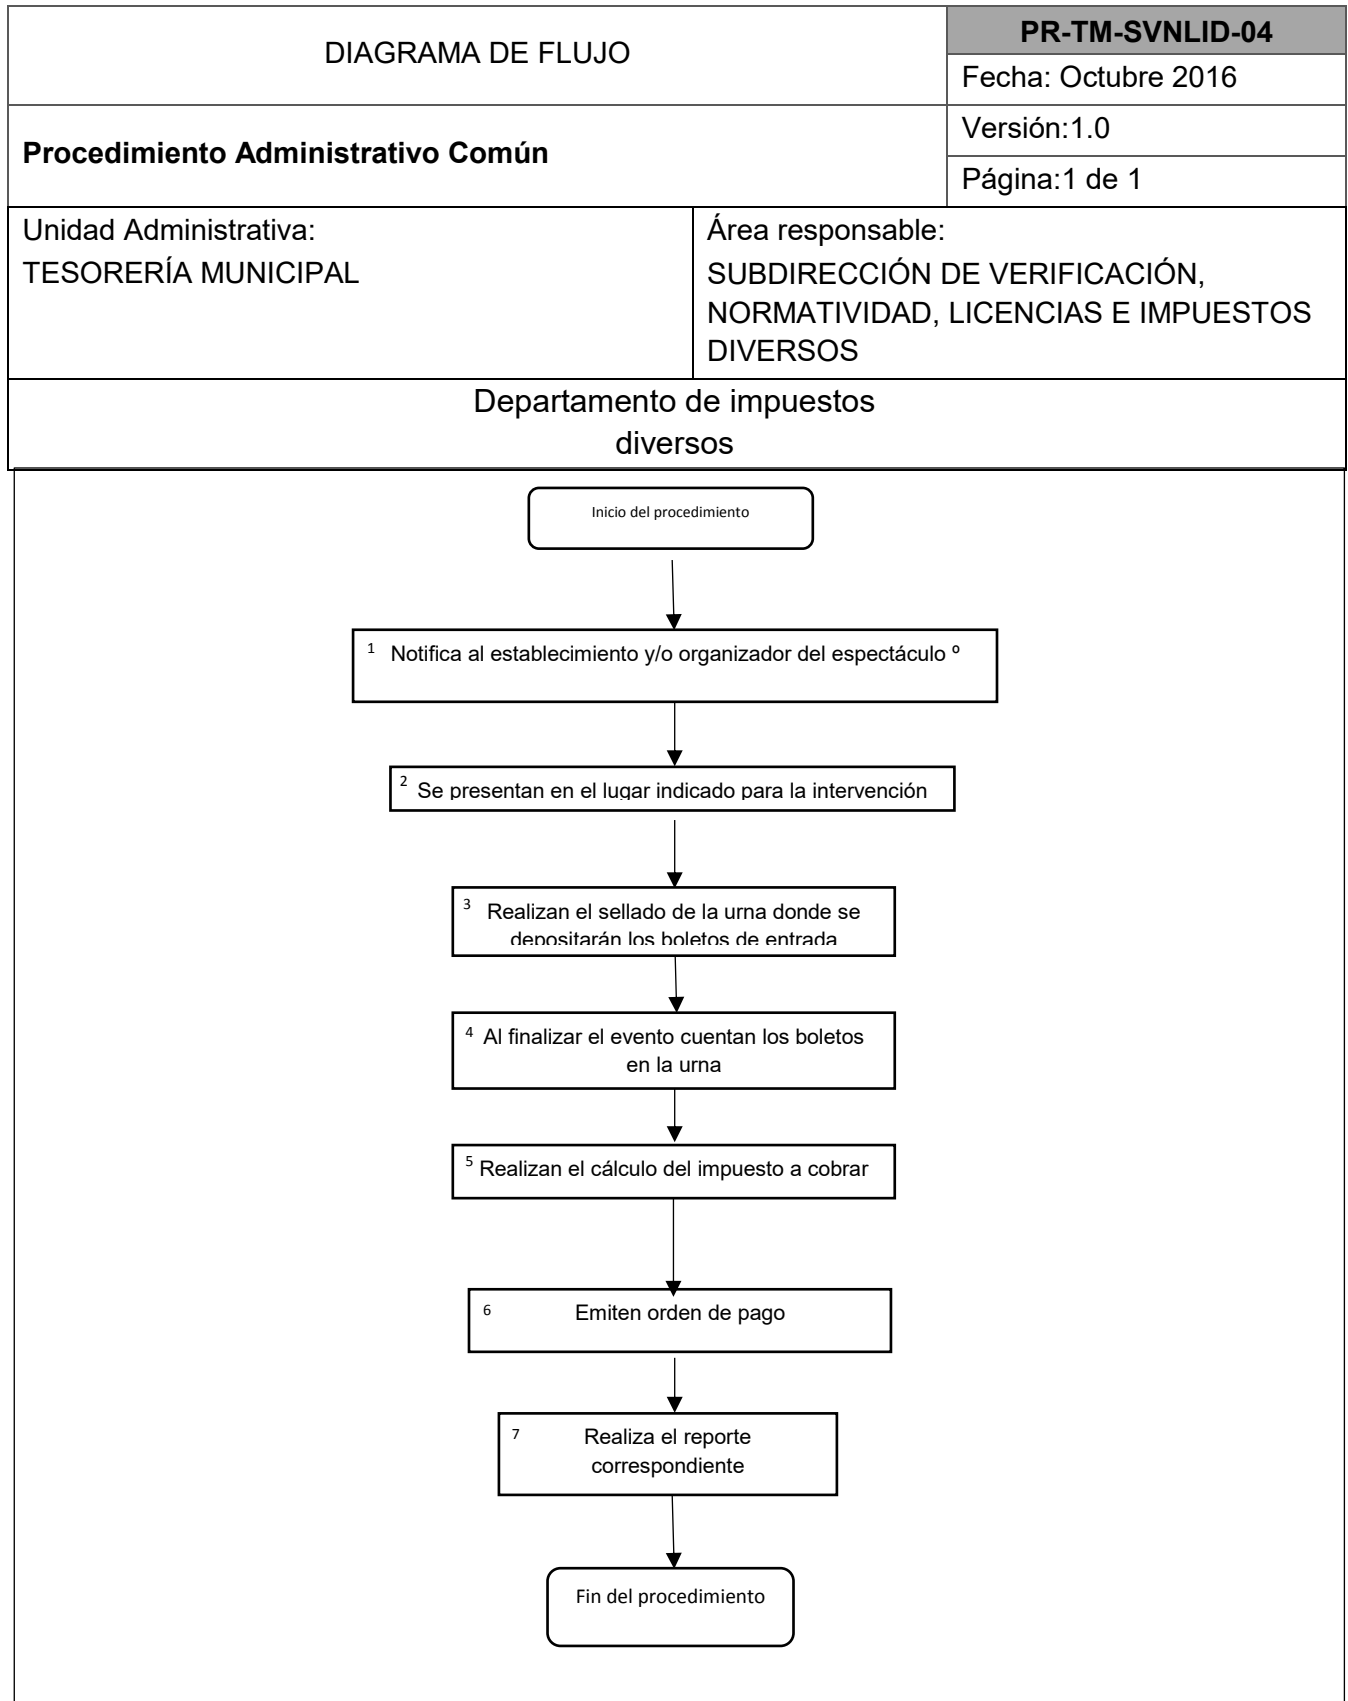 DIAGRAMA DE FLUJO
PR-TM-SVNLID-04
Fecha: Octubre 2016
Procedimiento Administrativo Común
Versión:1.0
Página:1 de 1
Unidad Administrativa:
TESORERÍA MUNICIPAL
Área responsable:
SUBDIRECCIÓN DE VERIFICACIÓN,
NORMATIVIDAD, LICENCIAS E IMPUESTOS
DIVERSOS
Departamento de impuestos
diversos
Inicio del procedimiento
1 Notifica al establecimiento y/o organizador del espectáculo º
2 Se presentan en el lugar indicado para la intervención
3 Realizan el sellado de la urna donde se
depositarán los boletos de entrada
4 Al finalizar el evento cuentan los boletos
en la urna
5 Realizan el cálculo del impuesto a cobrar
6 Emiten orden de pago
7 Realiza el reporte
correspondiente
Fin del procedimiento